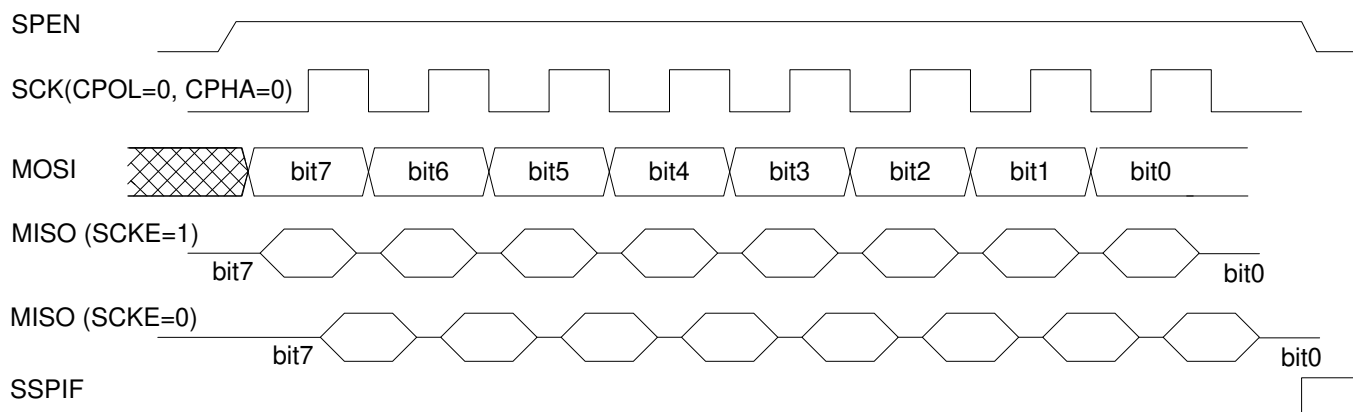 SPEN
SCK(CPOL=0, CPHA=0)
MOSI bit7 bit6 bit5 bit4 bit3 bit2 bit1 bit0
MISO (SCKE=1)
bit7 bit0
MISO (SCKE=0)
bit7 bit0
SSPIF